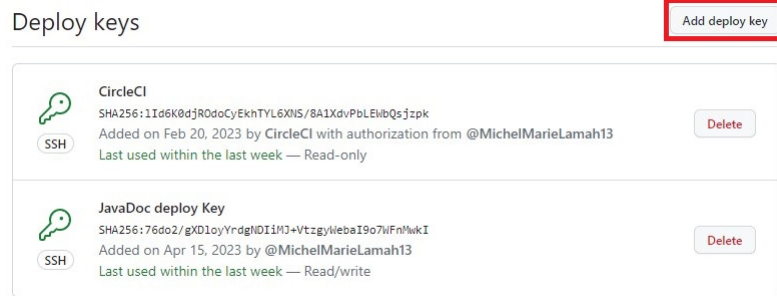 Deploy keys
Add deploy key
CircleCI
SHA256:1Id6K0djROdoCyEkhTYL6XNS/8A1XdvPbLEWbQsjzpk
Added on Feb 20, 2023 by CircleCI with authorization from @MichelMarieLamah13
SSH
Last used within the last week — Read-only
Delete
JavaDoc deploy Key
SHA256:76do2/gXDloyYrdgNDIiMJ+VtzgyWebaI9o7WFnMwkI
Added on Apr 15, 2023 by @MichelMarieLamah13
SSH
Last used within the last week — Read/write
Delete